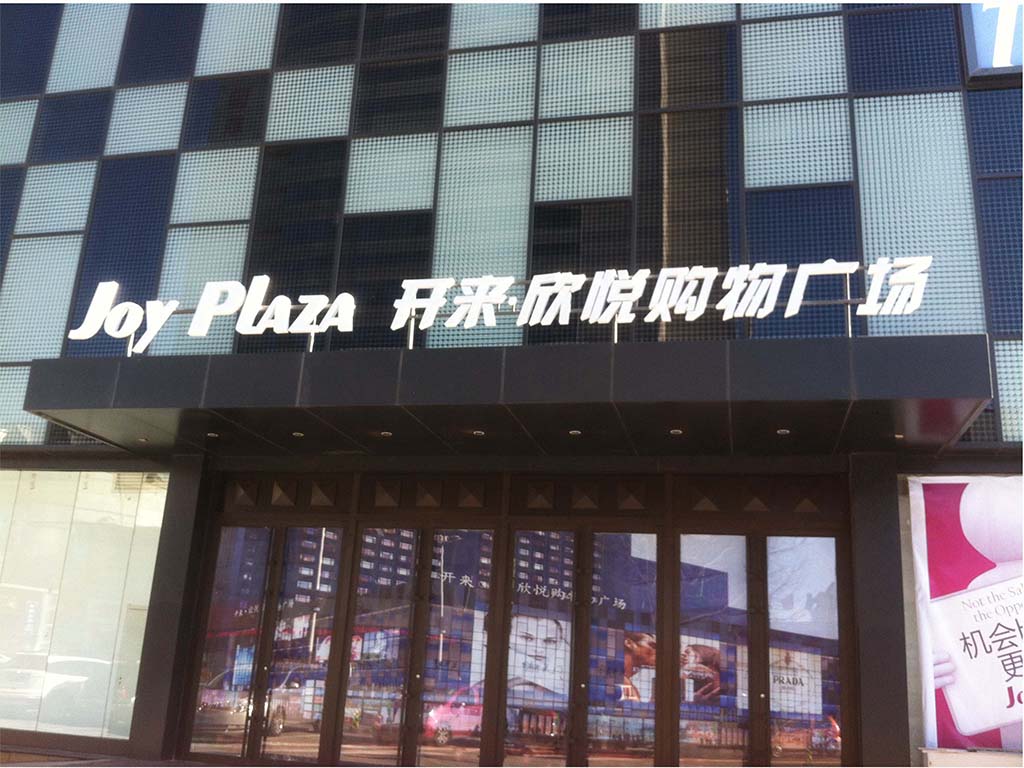 Joy Plaza 开来·欣悦购物广场
开来 欣悦购物广场
PRADA
Not the Sa
the Oppo
机会
更
Jo